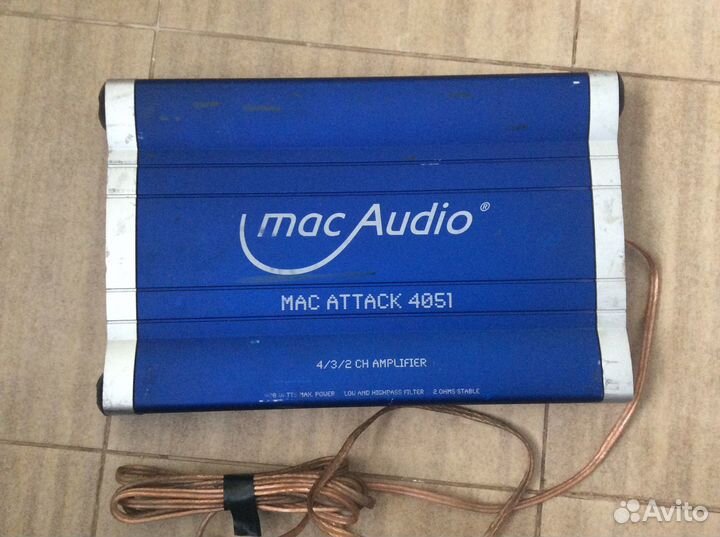 mac Audio®
MAC ATTACK 4051
4/3/2 CH AMPLIFIER
MAX. POWER LOW AND HIGHPASS FILTER 2 OHMS STABLE
Avito